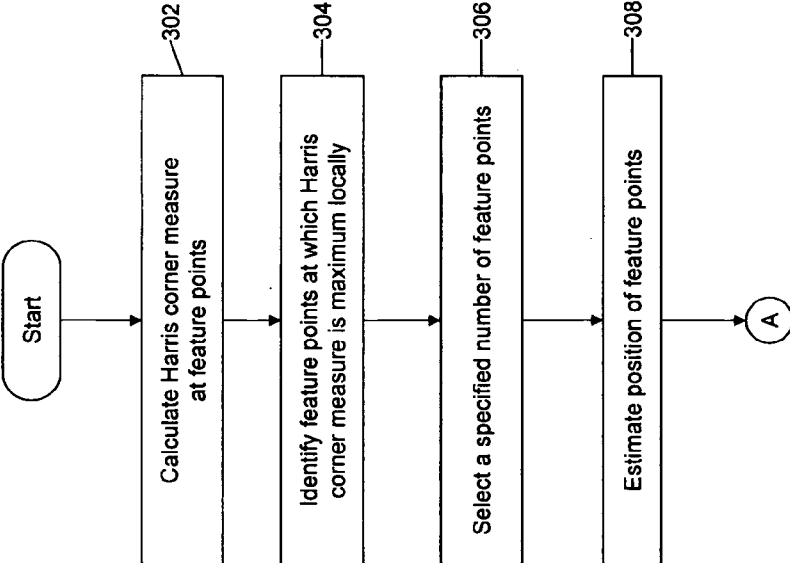 Start
Calculate Harris corner measure
at feature points
302
Identify feature points at which Harris
corner measure is maximum locally
304
Select a specified number of feature points
306
Estimate position of feature points
308
A